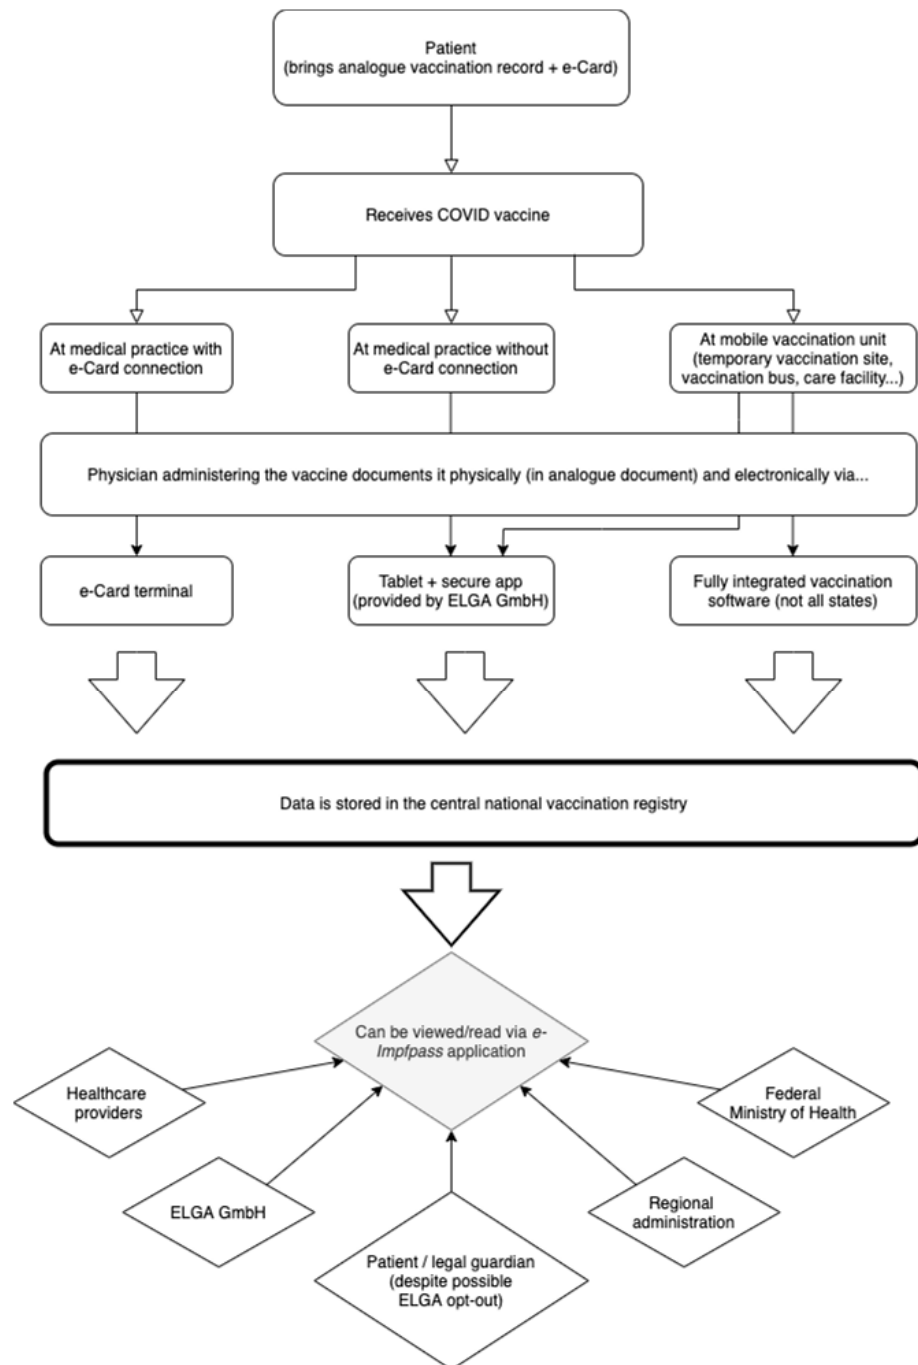 Patient
(brings analogue vaccination record + e-Card)
Receives COVID vaccine
At medical practice with
e-Card connection
At medical practice without
e-Card connection
At mobile vaccination unit
(temporary vaccination site,
vaccination bus, care facility...)
Physician administering the vaccine documents it physically (in analogue document) and electronically via...
e-Card terminal
Tablet + secure app
(provided by ELGA GmbH)
Fully integrated vaccination
software (not all states)
Data is stored in the central national vaccination registry
Can be viewed/read via e-
Impfpass application
Healthcare
providers
Federal
Ministry of Health
ELGA GmbH
Regional
administration
Patient / legal guardian
(despite possible
ELGA opt-out)